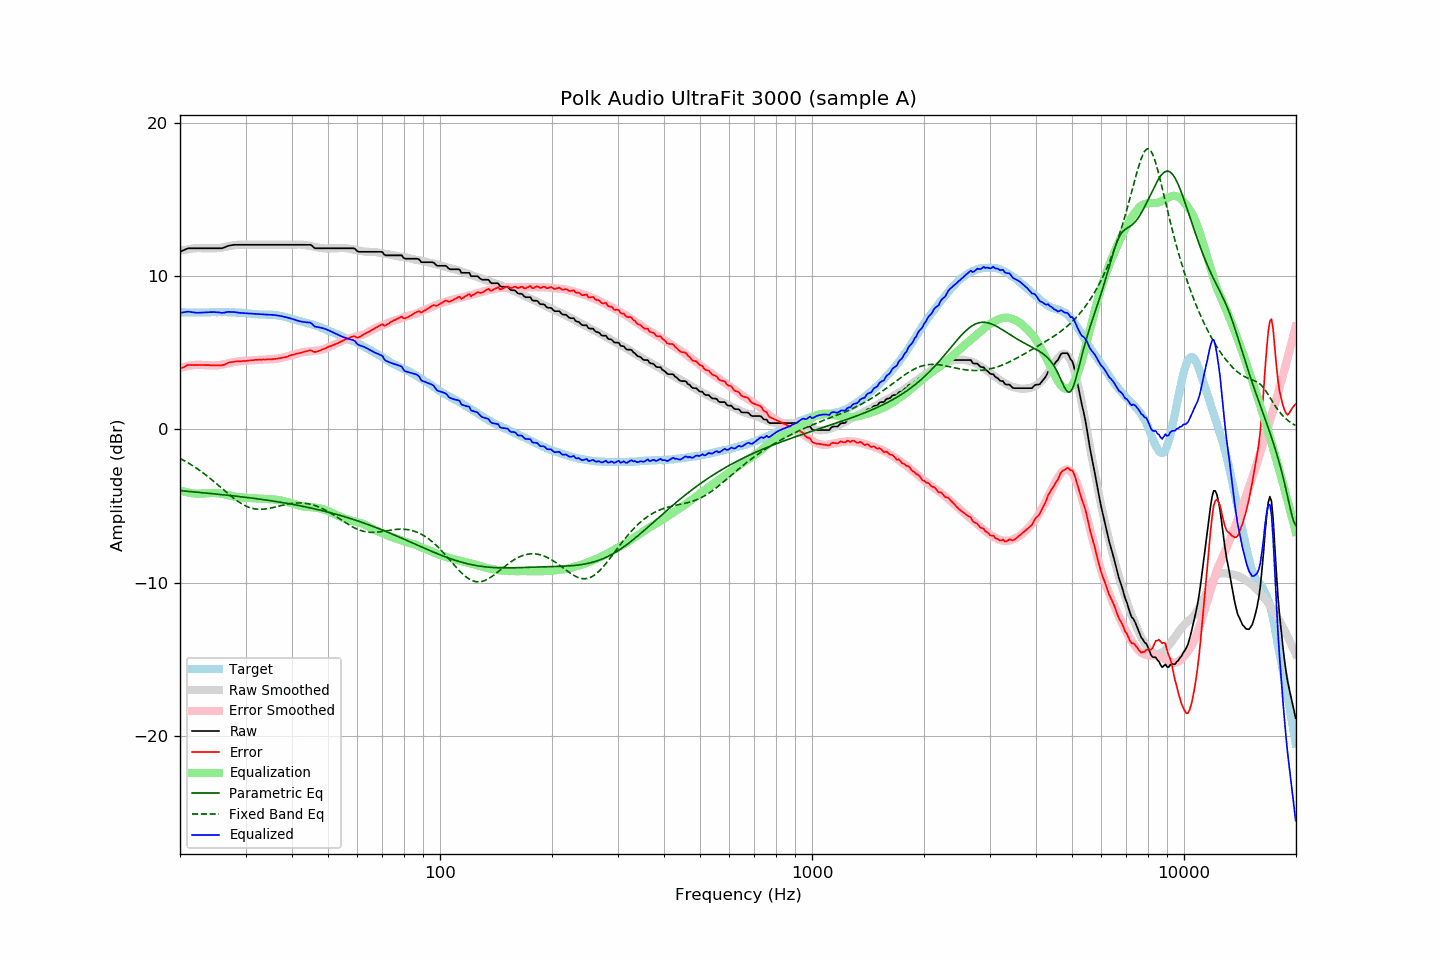 Polk Audio UltraFit 3000 (sample A)
20
10
0
−10
−20
Amplitude (dBr)
Target
Raw Smoothed
Error Smoothed
Raw
Error
Equalization
Parametric Eq
Fixed Band Eq
Equalized
100
1000
10000
Frequency (Hz)